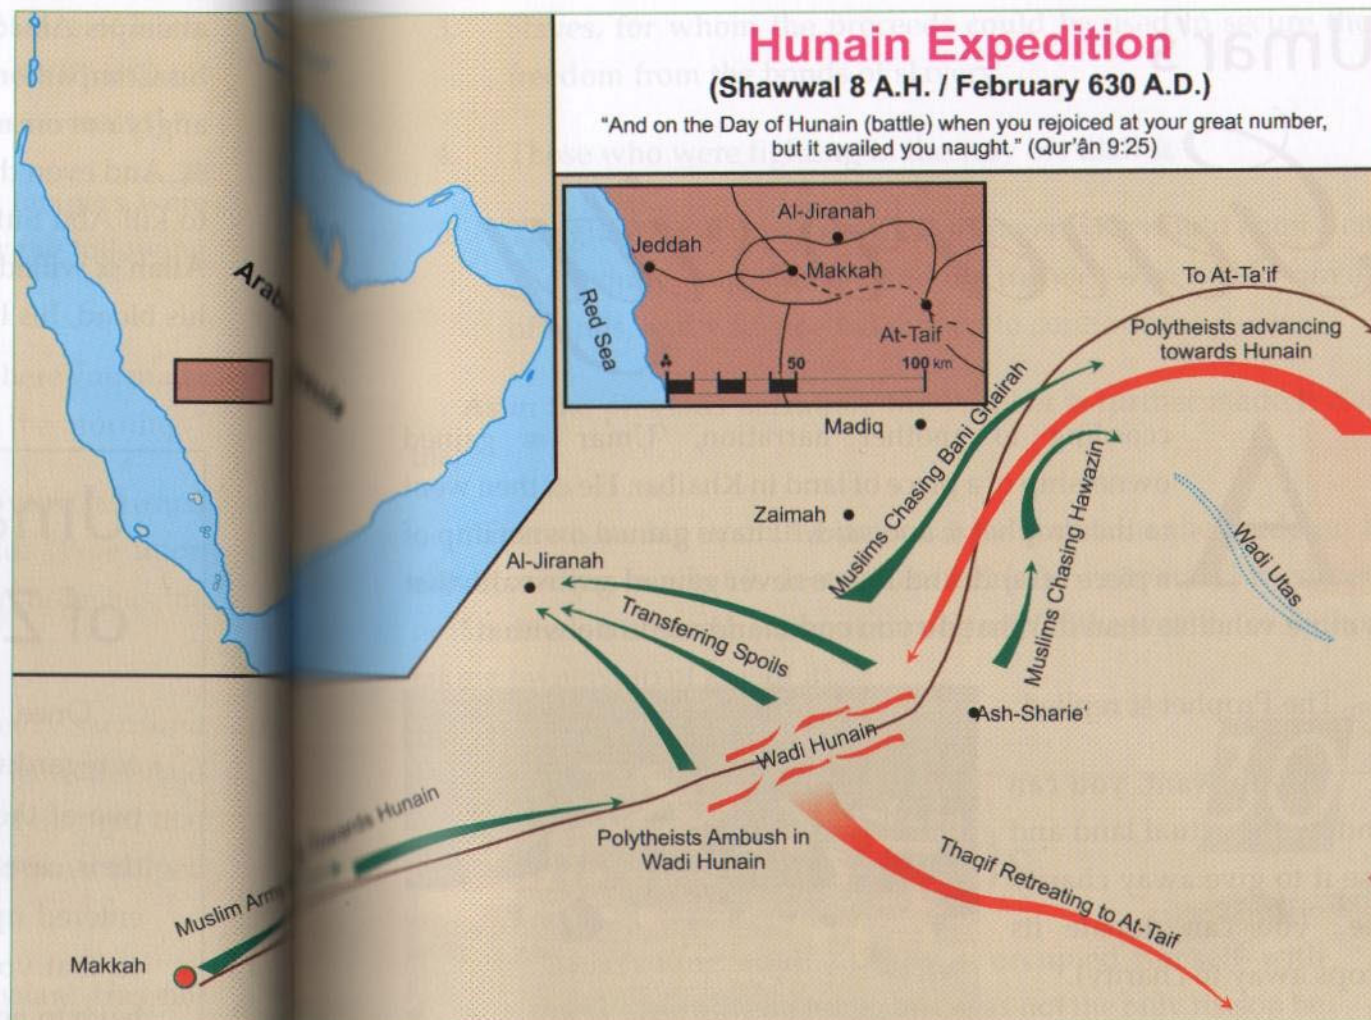 Hunain Expedition
(Shawwal 8 A.H. / February 630 A.D.)
“And on the Day of Hunain (battle) when you rejoiced at your great number,
but it availed you naught.” (Qur’ân 9:25)
Al-Jiranah
Jeddah
Makkah
Red Sea
At-Taif
50
100 km
To At-Ta’if
Polytheists advancing
towards Hunain
Madiq
Muslims Chasing Bani Ghairah
Muslims Chasing Hawazin
Zaimah
Wadi Utas
Al-Jiranah
Transferring Spoils
Ash-Sharie‘
Wadi Hunain
Towards Hunain
Polytheists Ambush in
Wadi Hunain
Thaqif Retreating to At-Taif
Muslim Army
Makkah